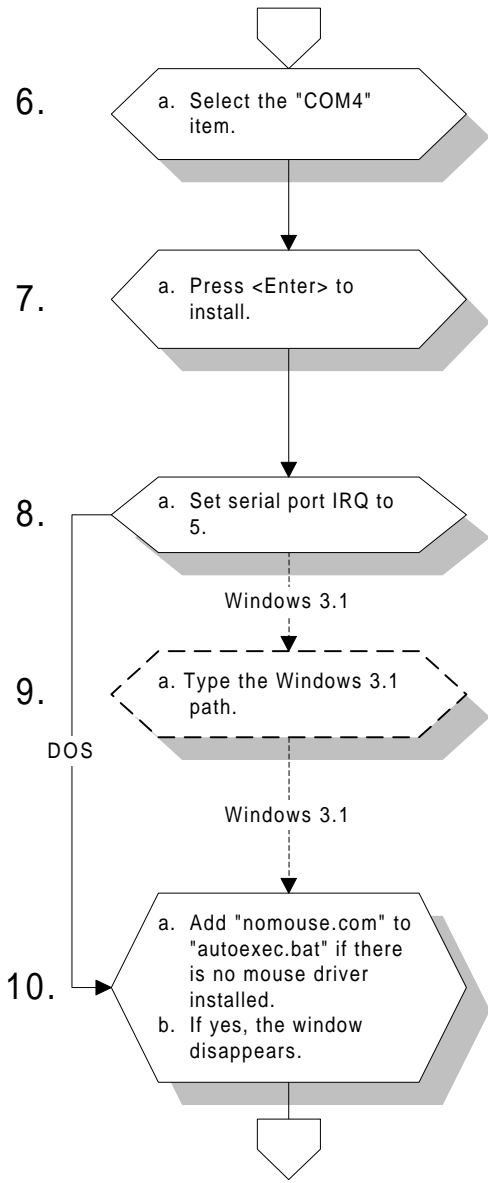 6.
a. Select the "COM4"
item.
7.
a. Press <Enter> to
install.
8.
a. Set serial port IRQ to
5.
Windows 3.1
9.
a. Type the Windows 3.1
path.
DOS
Windows 3.1
10.
a. Add "nomouse.com" to
"autoexec.bat" if there
is no mouse driver
installed.
b. If yes, the window
disappears.